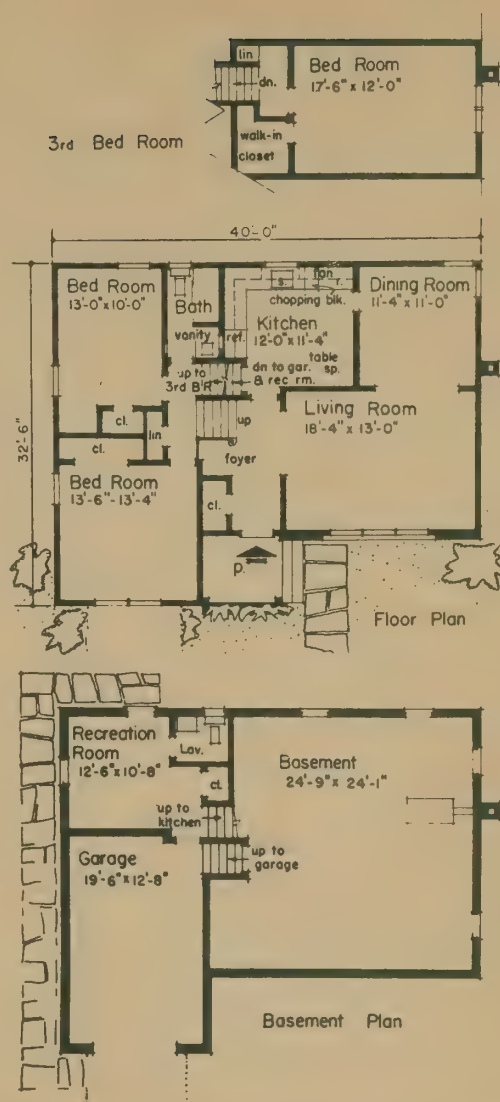 lin
dn.
Bed Room
17'-6" x 12'-0"
walk-in
closet
3rd Bed Room
40'-0"
32'-6"
Bed Room
13'-0" x 10'-0"
Bath
vanity
ref.
s.
fan
r.
chopping blk.
Kitchen
12'-0" x 11'-4"
table
sp.
Dining Room
11'-4" x 11'-0"
up to
3rd B'R
dn to gar.
& rec rm.
up
foyer
Living Room
18'-4" x 13'-0"
cl.
lin
cl.
Bed Room
13'-6" - 13'-4"
cl.
p.
Floor Plan
Recreation
Room
12'-6" x 10'-8"
Lav.
cl.
up to
kitchen
up to
garage
Basement
24'-9" x 24'-1"
Garage
19'-6" x 12'-8"
Basement Plan